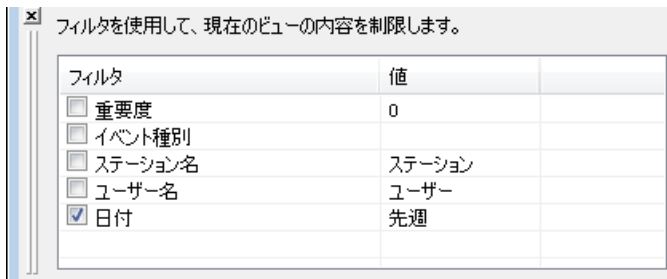 フィルタを使用して、現在のビューの内容を制限します。
フィルタ 値
重要度 0
イベント種別
ステーション名 ステーション
ユーザー名 ユーザー
日付 先週